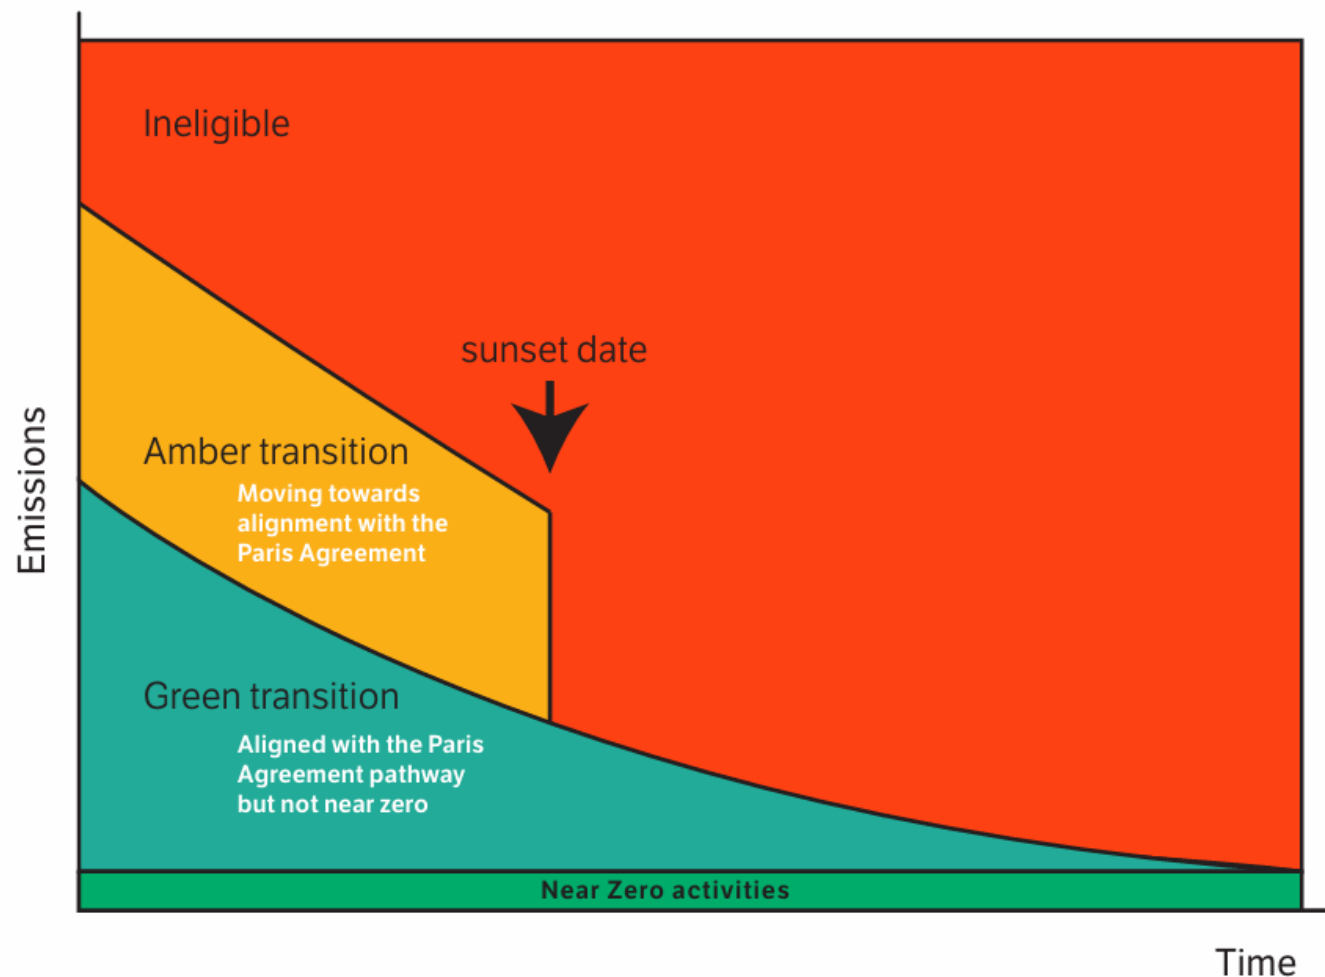 Ineligible
sunset date
Amber transition
Moving towards
alignment with the
Paris Agreement
Emissions
Green transition
Aligned with the Paris
Agreement pathway
but not near zero
Near Zero activities
Time